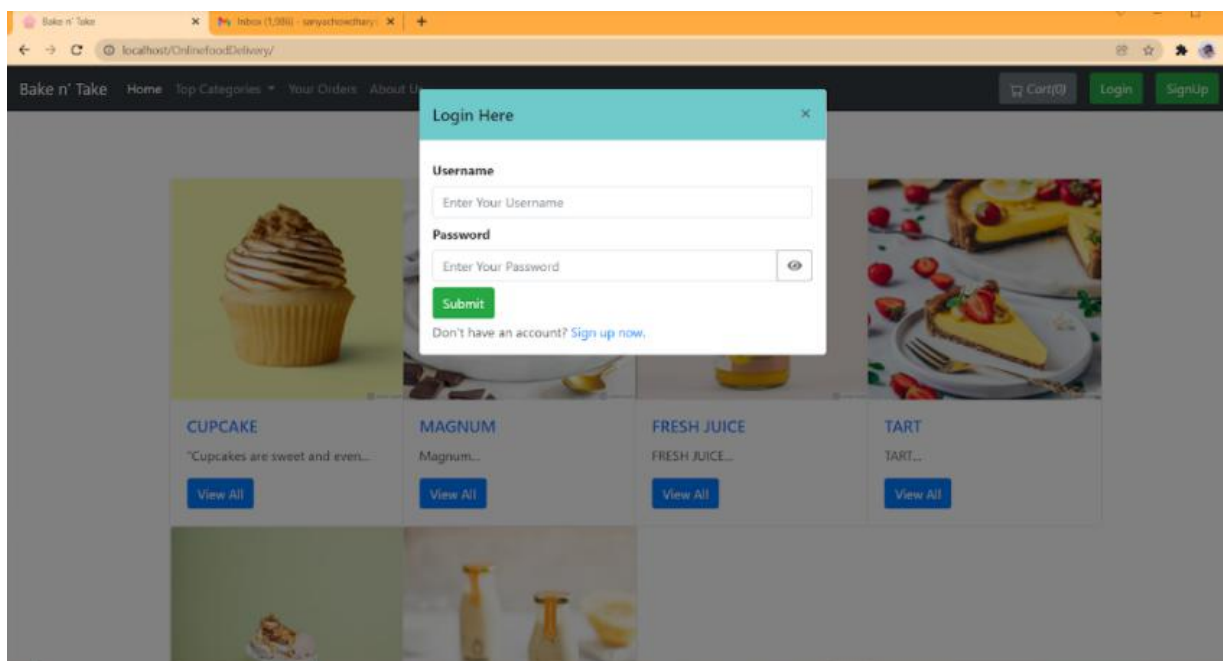 Bake n' Take
Inbox (1,986) - sanyachowdhary
localhost/OnlinefoodDelivery/
Bake n' Take Home Top Categories Your Orders About Us Cart(0) Login SignUp
Login Here ×
Username
Enter Your Username
Password
Enter Your Password
Submit
Don't have an account? Sign up now.
CUPCAKE MAGNUM FRESH JUICE TART
"Cupcakes are sweet and even... Magnum... FRESH JUICE... TART...
View All View All View All View All